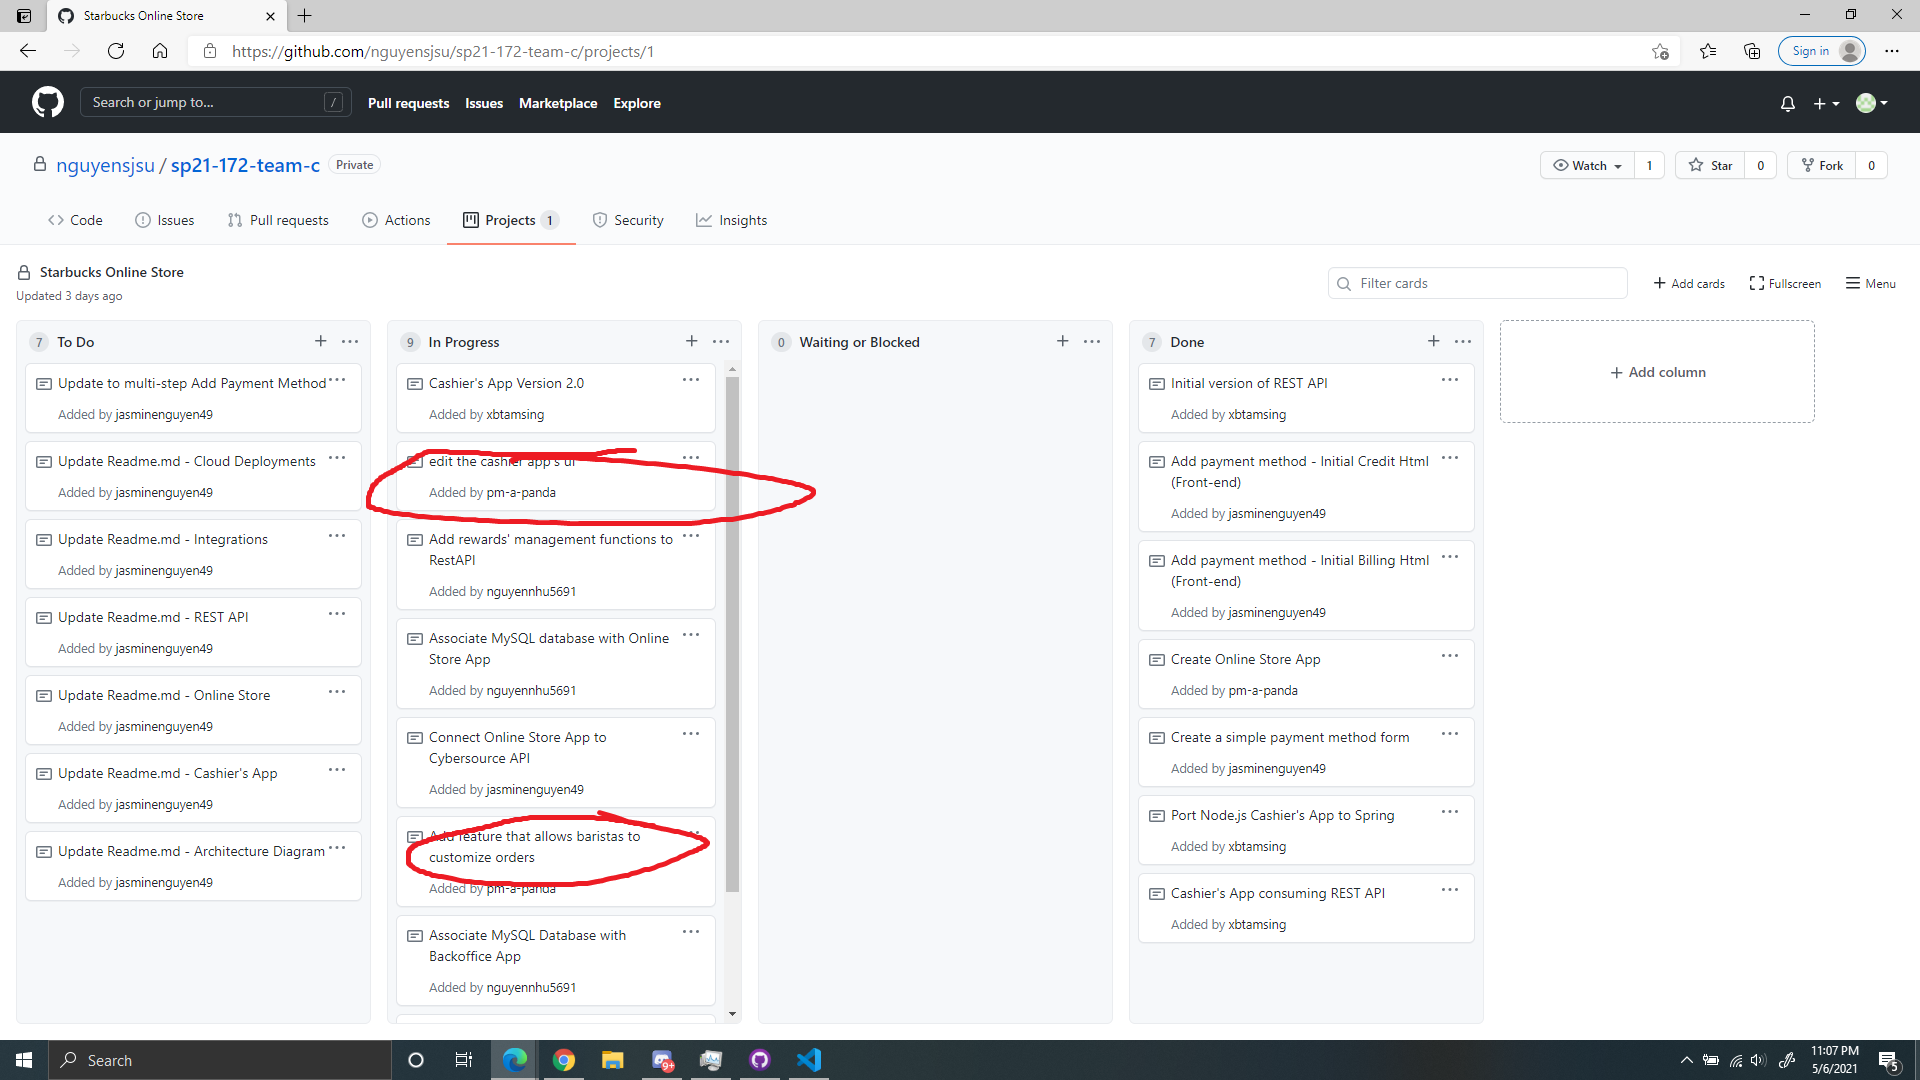 Starbucks Online Store
https://github.com/nguyensjsu/sp21-172-team-c/projects/1
Sign in
Search or jump to...
/
Pull requests
Issues
Marketplace
Explore
nguyensjsu / sp21-172-team-c
Private
Watch
1
Star
0
Fork
0
Code
Issues
Pull requests
Actions
Projects 1
Security
Insights
Starbucks Online Store
Updated 3 days ago
Filter cards
Add cards
Fullscreen
Menu
7 To Do
Update to multi-step Add Payment Method
Added by jasminenguyen49
Update Readme.md - Cloud Deployments
Added by jasminenguyen49
Update Readme.md - Integrations
Added by jasminenguyen49
Update Readme.md - REST API
Added by jasminenguyen49
Update Readme.md - Online Store
Added by jasminenguyen49
Update Readme.md - Cashier's App
Added by jasminenguyen49
Update Readme.md - Architecture Diagram
Added by jasminenguyen49
9 In Progress
Cashier's App Version 2.0
Added by xbtamsing
edit the cashier app's ui
Added by pm-a-panda
Add rewards' management functions to
RestAPI
Added by nguyennhu5691
Associate MySQL database with Online
Store App
Added by nguyennhu5691
Connect Online Store App to
Cybersource API
Added by jasminenguyen49
Add feature that allows baristas to
customize orders
Added by pm-a-panda
Associate MySQL Database with
Backoffice App
Added by nguyennhu5691
0 Waiting or Blocked
7 Done
Initial version of REST API
Added by xbtamsing
Add payment method - Initial Credit Html
(Front-end)
Added by jasminenguyen49
Add payment method - Initial Billing Html
(Front-end)
Added by jasminenguyen49
Create Online Store App
Added by pm-a-panda
Create a simple payment method form
Added by jasminenguyen49
Port Node.js Cashier's App to Spring
Added by xbtamsing
Cashier's App consuming REST API
Added by xbtamsing
Add column
Search
9+
11:07 PM
5/6/2021
5